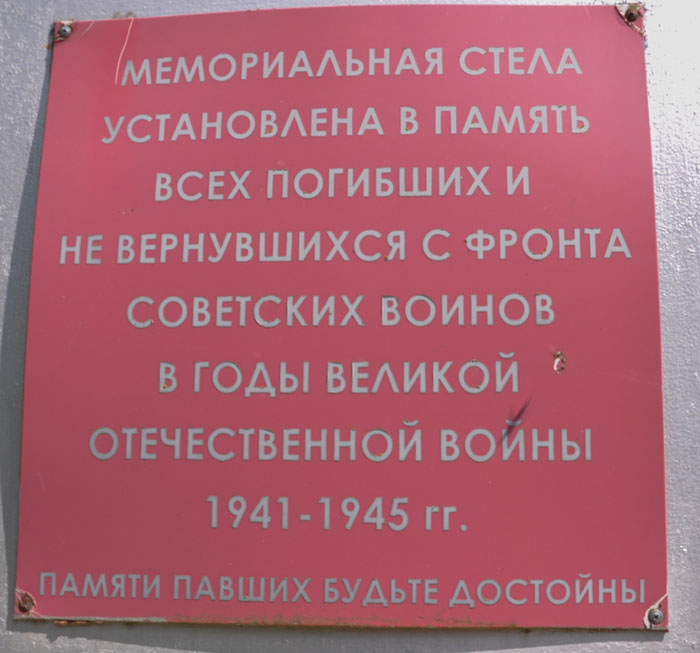 МЕМОРИАЛЬНАЯ СТЕЛА
УСТАНОВЛЕНА В ПАМЯТЬ
ВСЕХ ПОГИБШИХ И
НЕ ВЕРНУВШИХСЯ С ФРОНТА
СОВЕТСКИХ ВОИНОВ
В ГОДЫ ВЕЛИКОЙ
ОТЕЧЕСТВЕННОЙ ВОЙНЫ
1941-1945 гг.
ПАМЯТИ ПАВШИХ БУДЬТЕ ДОСТОЙНЫ